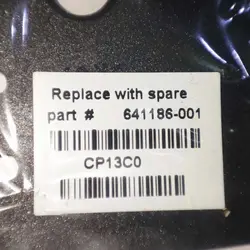 Replace with spare
part # 641186-001
CP13C0